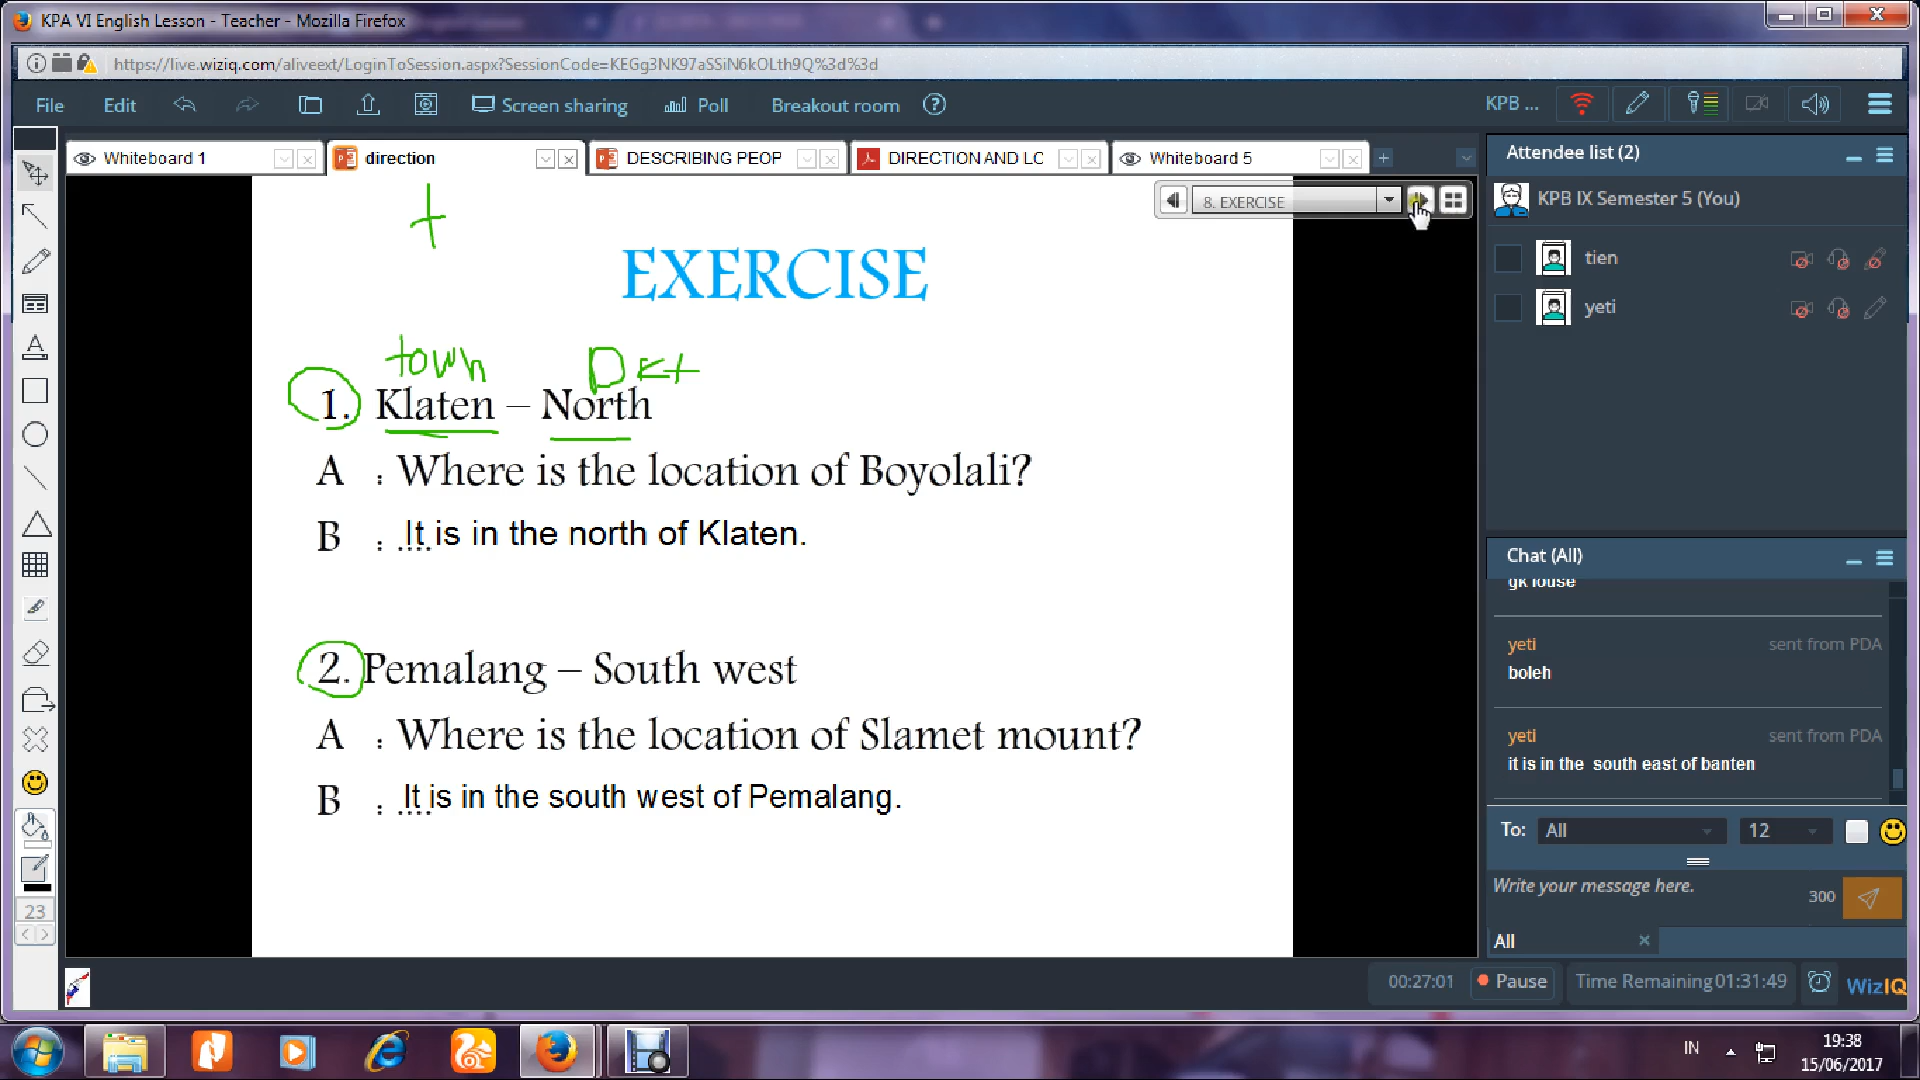 KPA VI English Lesson - Teacher - Mozilla Firefox
https://live.wiziq.com/aliveext/LoginToSession.aspx?SessionCode=KEGg3NK97aSSiN6kOLth9Q%3d%3d
File Edit Screen sharing Poll Breakout room KPB ...
Whiteboard 1 direction DESCRIBING PEOP DIRECTION AND LO Whiteboard 5
8. EXERCISE
EXERCISE
town
1. Klaten – North
A : Where is the location of Boyolali?
B : ....It is in the north of Klaten.
2. Pemalang – South west
A : Where is the location of Slamet mount?
B : ....It is in the south west of Pemalang.
23
Attendee list (2)
KPB IX Semester 5 (You)
tien
yeti
Chat (All)
yeti sent from PDA
boleh
yeti sent from PDA
it is in the south east of banten
To: All 12
Write your message here.
300
All
00:27:01 Pause Time Remaining 01:31:49 WizIQ
IN 19:38
15/06/2017